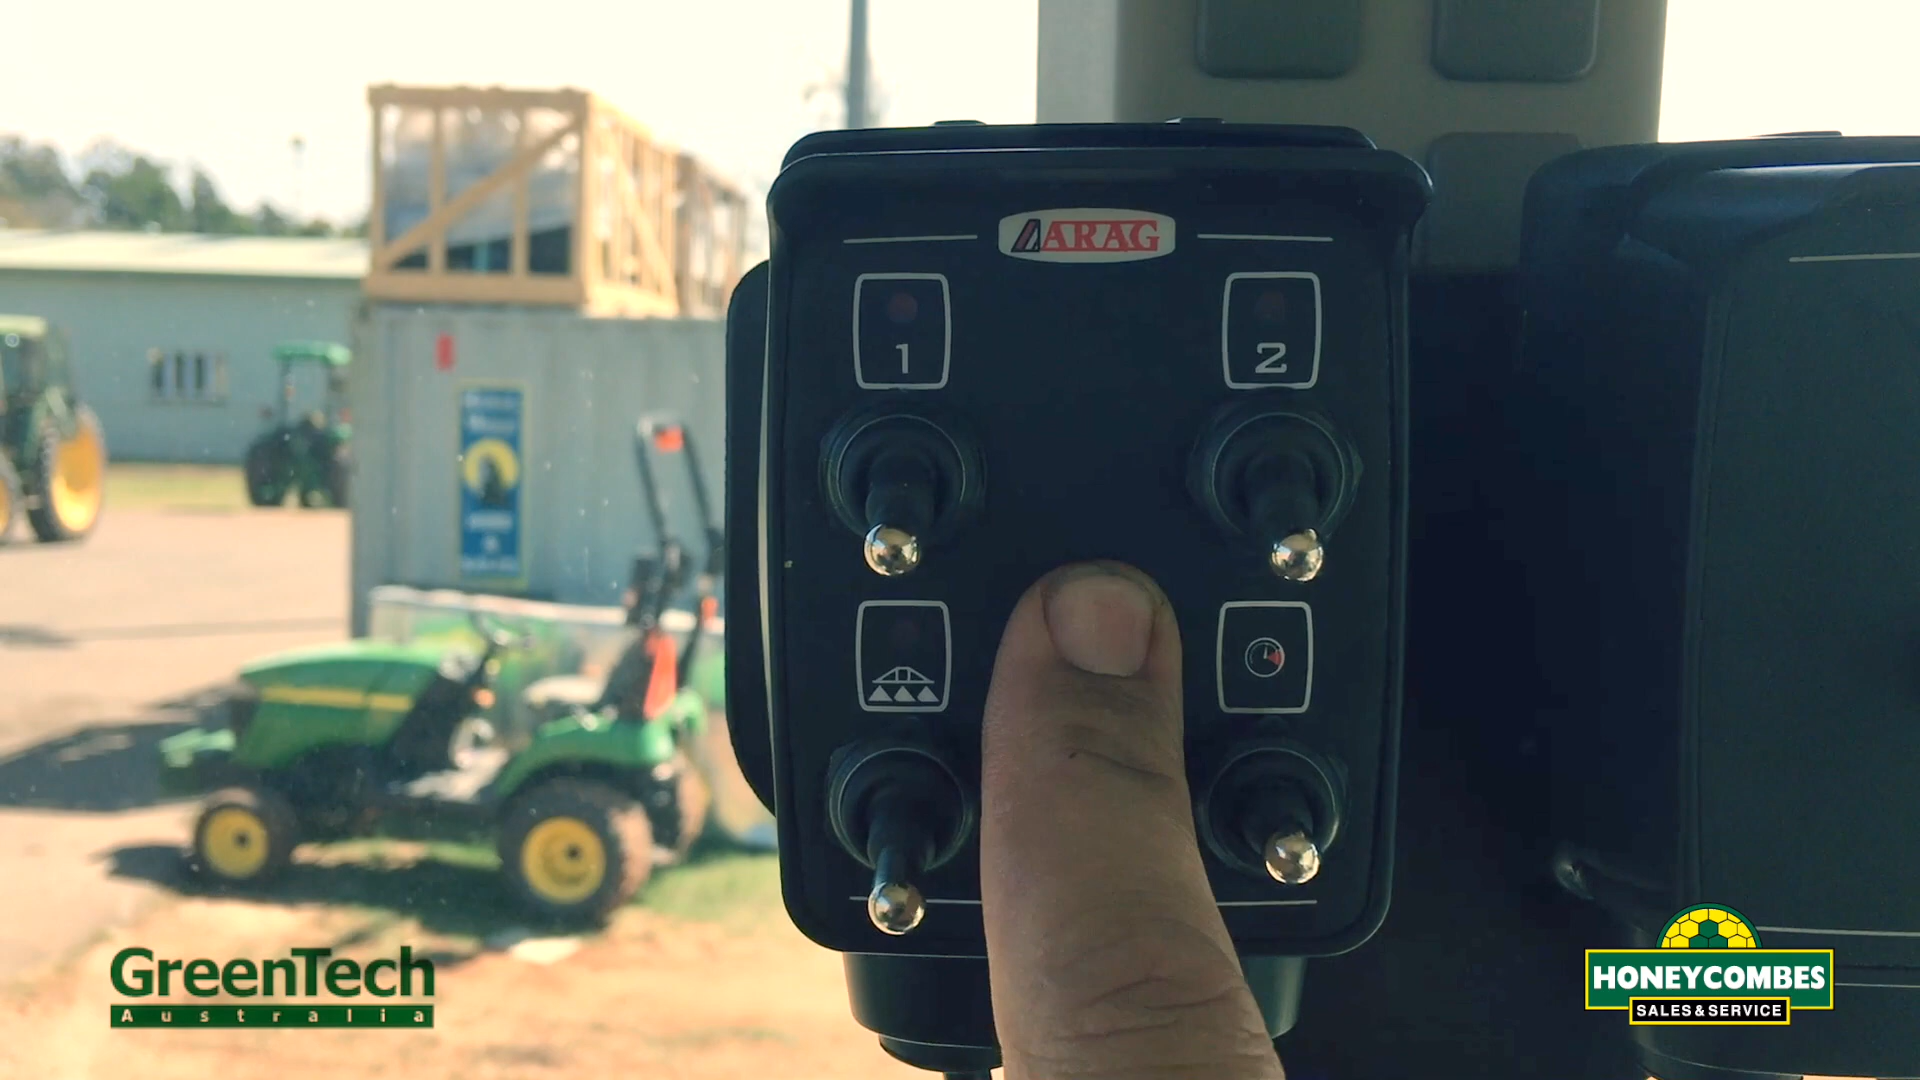 ARAG
1
2
GreenTech
Australia
HONEYCOMBES
SALES & SERVICE